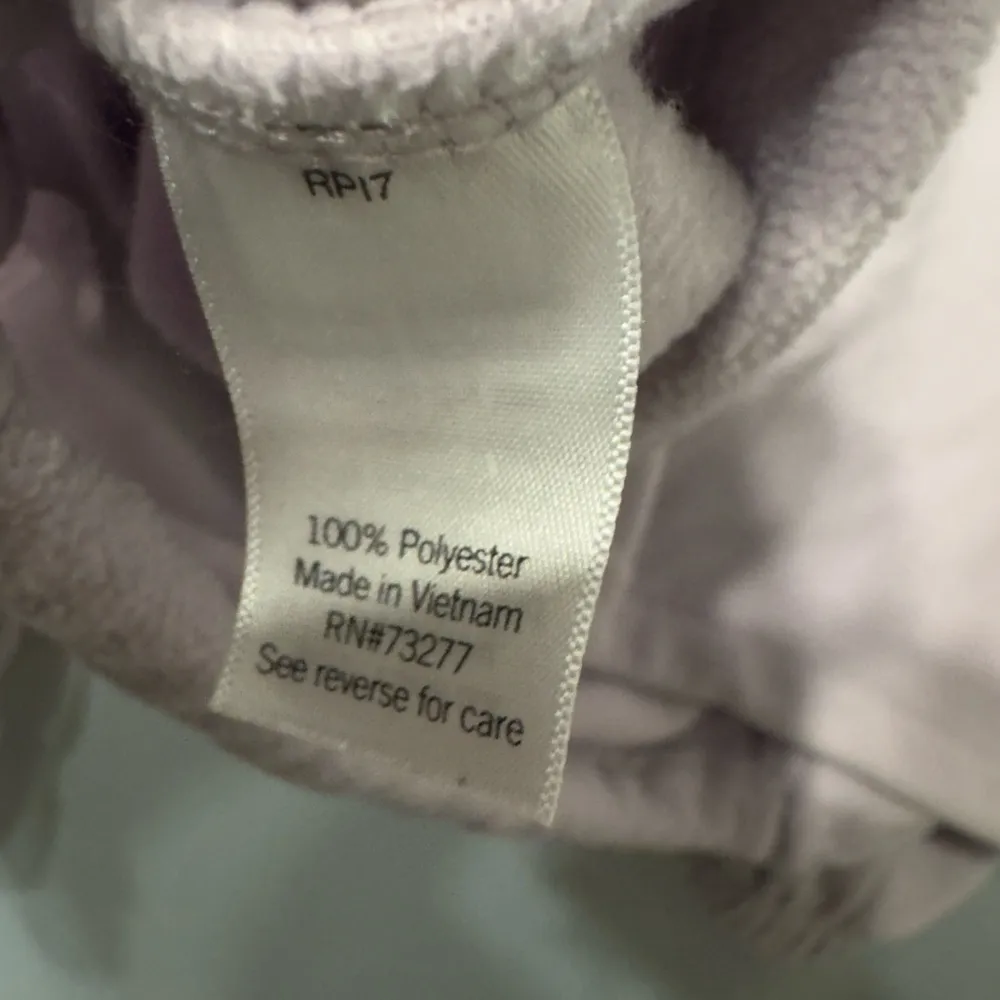 RP17
100% Polyester
Made in Vietnam
RN#73277
See reverse for care